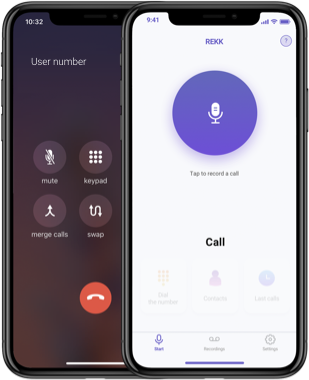 10:32
User number
mute
keypad
merge calls
swap
9:41
REKK
?
Tap to record a call
Call
Dial
the number
Contacts
Last calls
Start
Recordings
Settings